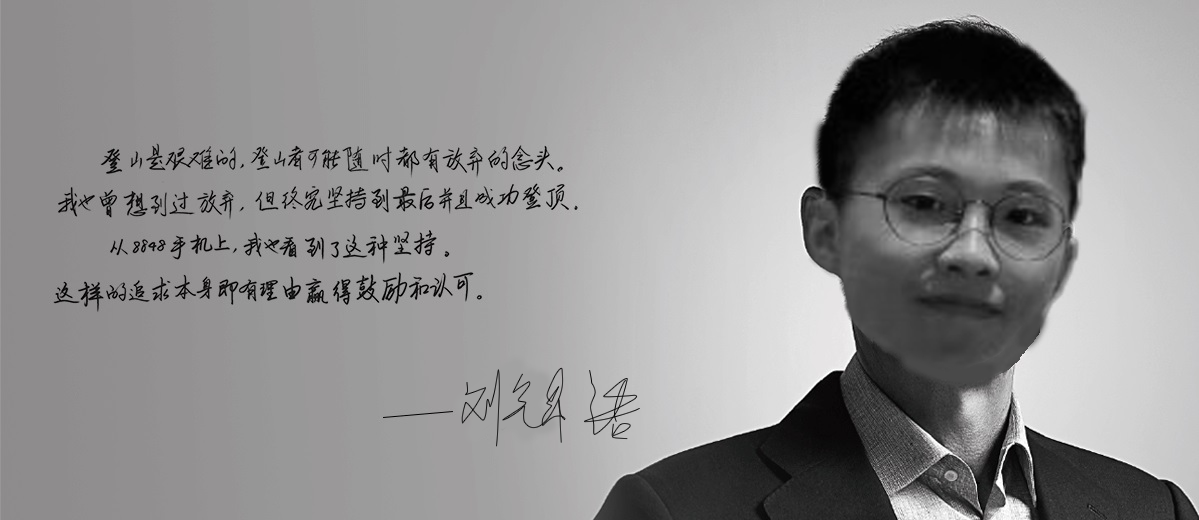 登山是艰难的，登山者可能随时都有放弃的念头。
我也曾想到过放弃，但终究坚持到最后并且成功登顶．
从8848手机上，我也看到了这种坚持。
这样的追求本身即有理由赢得鼓励和认可。
——刘 语